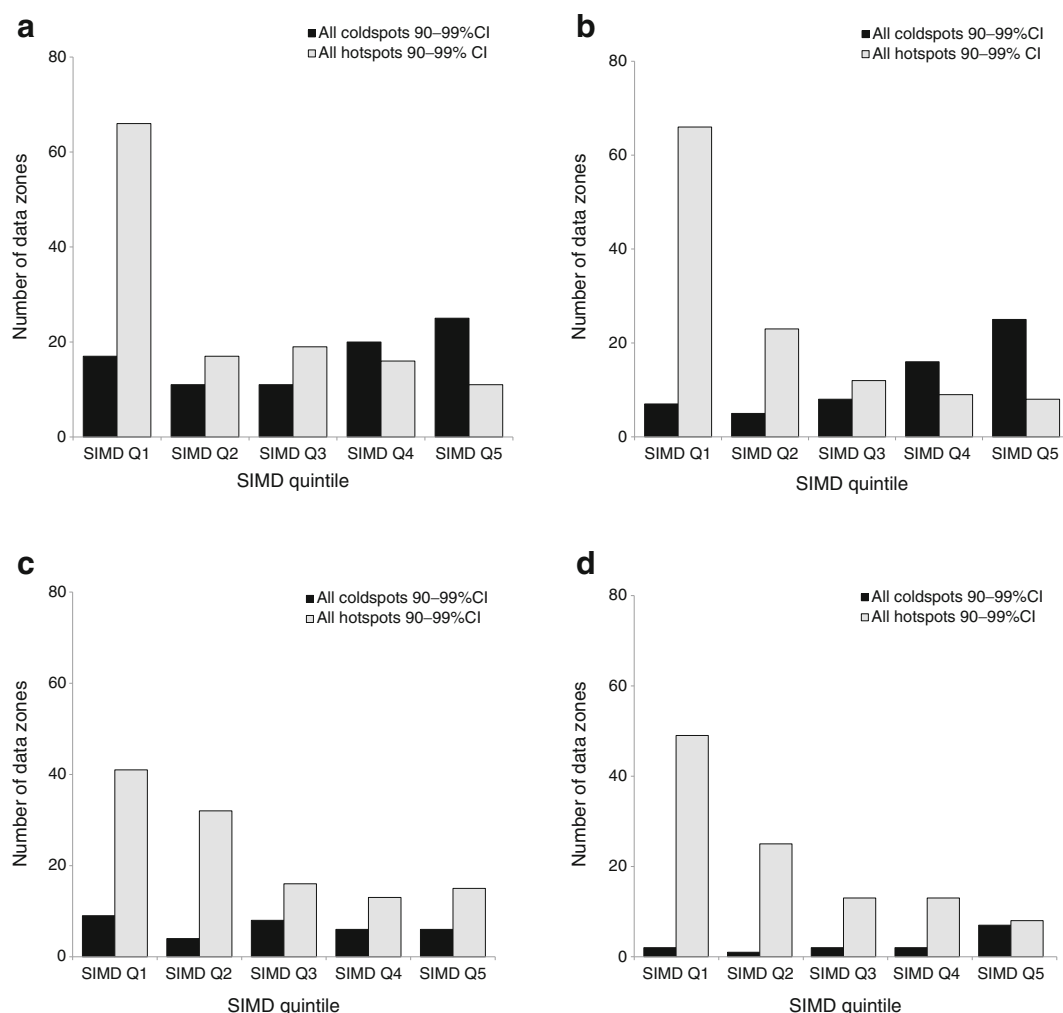 a
■All coldspots 90–99%CI
■All hotspots 90–99% CI
80
60
40
20
0
Number of data zones
SIMD Q1 SIMD Q2 SIMD Q3 SIMD Q4 SIMD Q5
SIMD quintile
b
■All coldspots 90–99%CI
■All hotspots 90–99% CI
80
60
40
20
0
Number of data zones
SIMD Q1 SIMD Q2 SIMD Q3 SIMD Q4 SIMD Q5
SIMD quintile
c
■All coldspots 90–99%CI
■All hotspots 90–99%CI
80
60
40
20
0
Number of data zones
SIMD Q1 SIMD Q2 SIMD Q3 SIMD Q4 SIMD Q5
SIMD quintile
d
■All coldspots 90–99%CI
■All hotspots 90–99%CI
80
60
40
20
0
Number of data zones
SIMD Q1 SIMD Q2 SIMD Q3 SIMD Q4 SIMD Q5
SIMD quintile